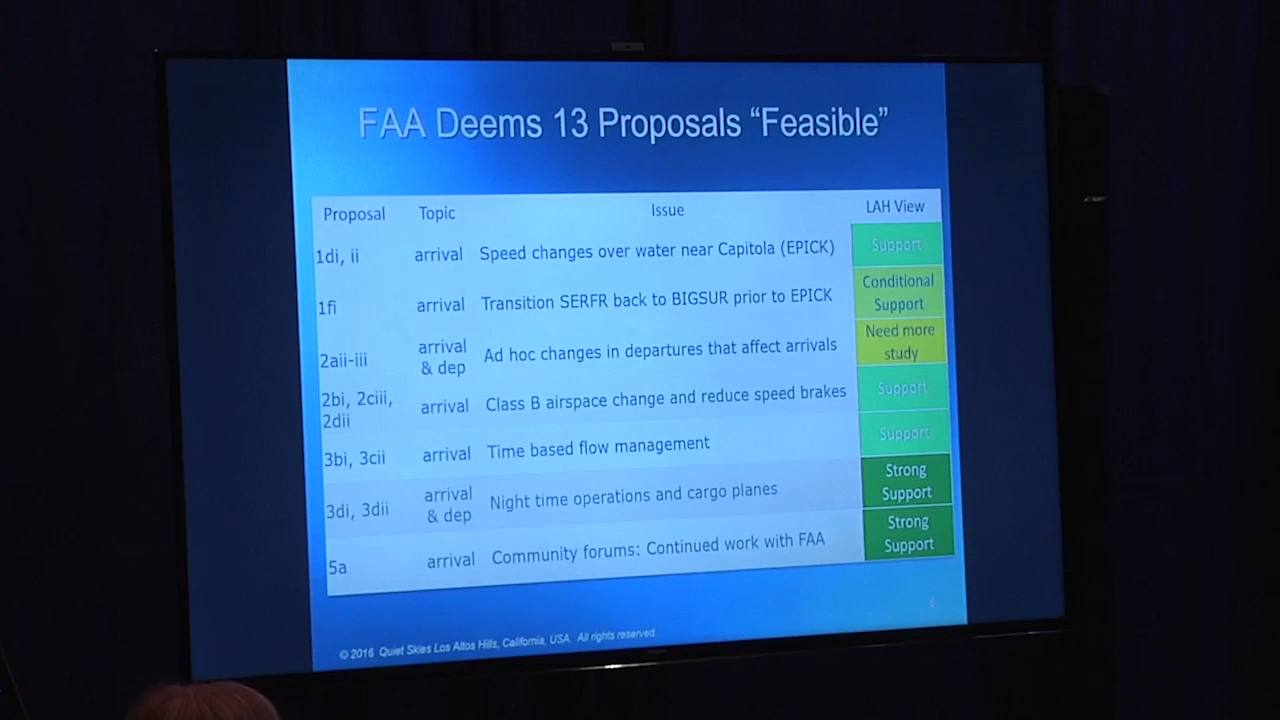 FAA Deems 13 Proposals “Feasible”
Proposal Topic Issue LAH View
1di, ii arrival Speed changes over water near Capitola (EPICK) Support
1fi arrival Transition SERFR back to BIGSUR prior to EPICK Conditional Support
2aii-iii arrival & dep Ad hoc changes in departures that affect arrivals Need more study
2bi, 2ciii, 2dii arrival Class B airspace change and reduce speed brakes Support
3bi, 3cii arrival Time based flow management Support
3di, 3dii arrival & dep Night time operations and cargo planes Strong Support
5a arrival Community forums: Continued work with FAA Strong Support
5
© 2016 Quiet Skies Los Altos Hills, California, USA. All rights reserved.